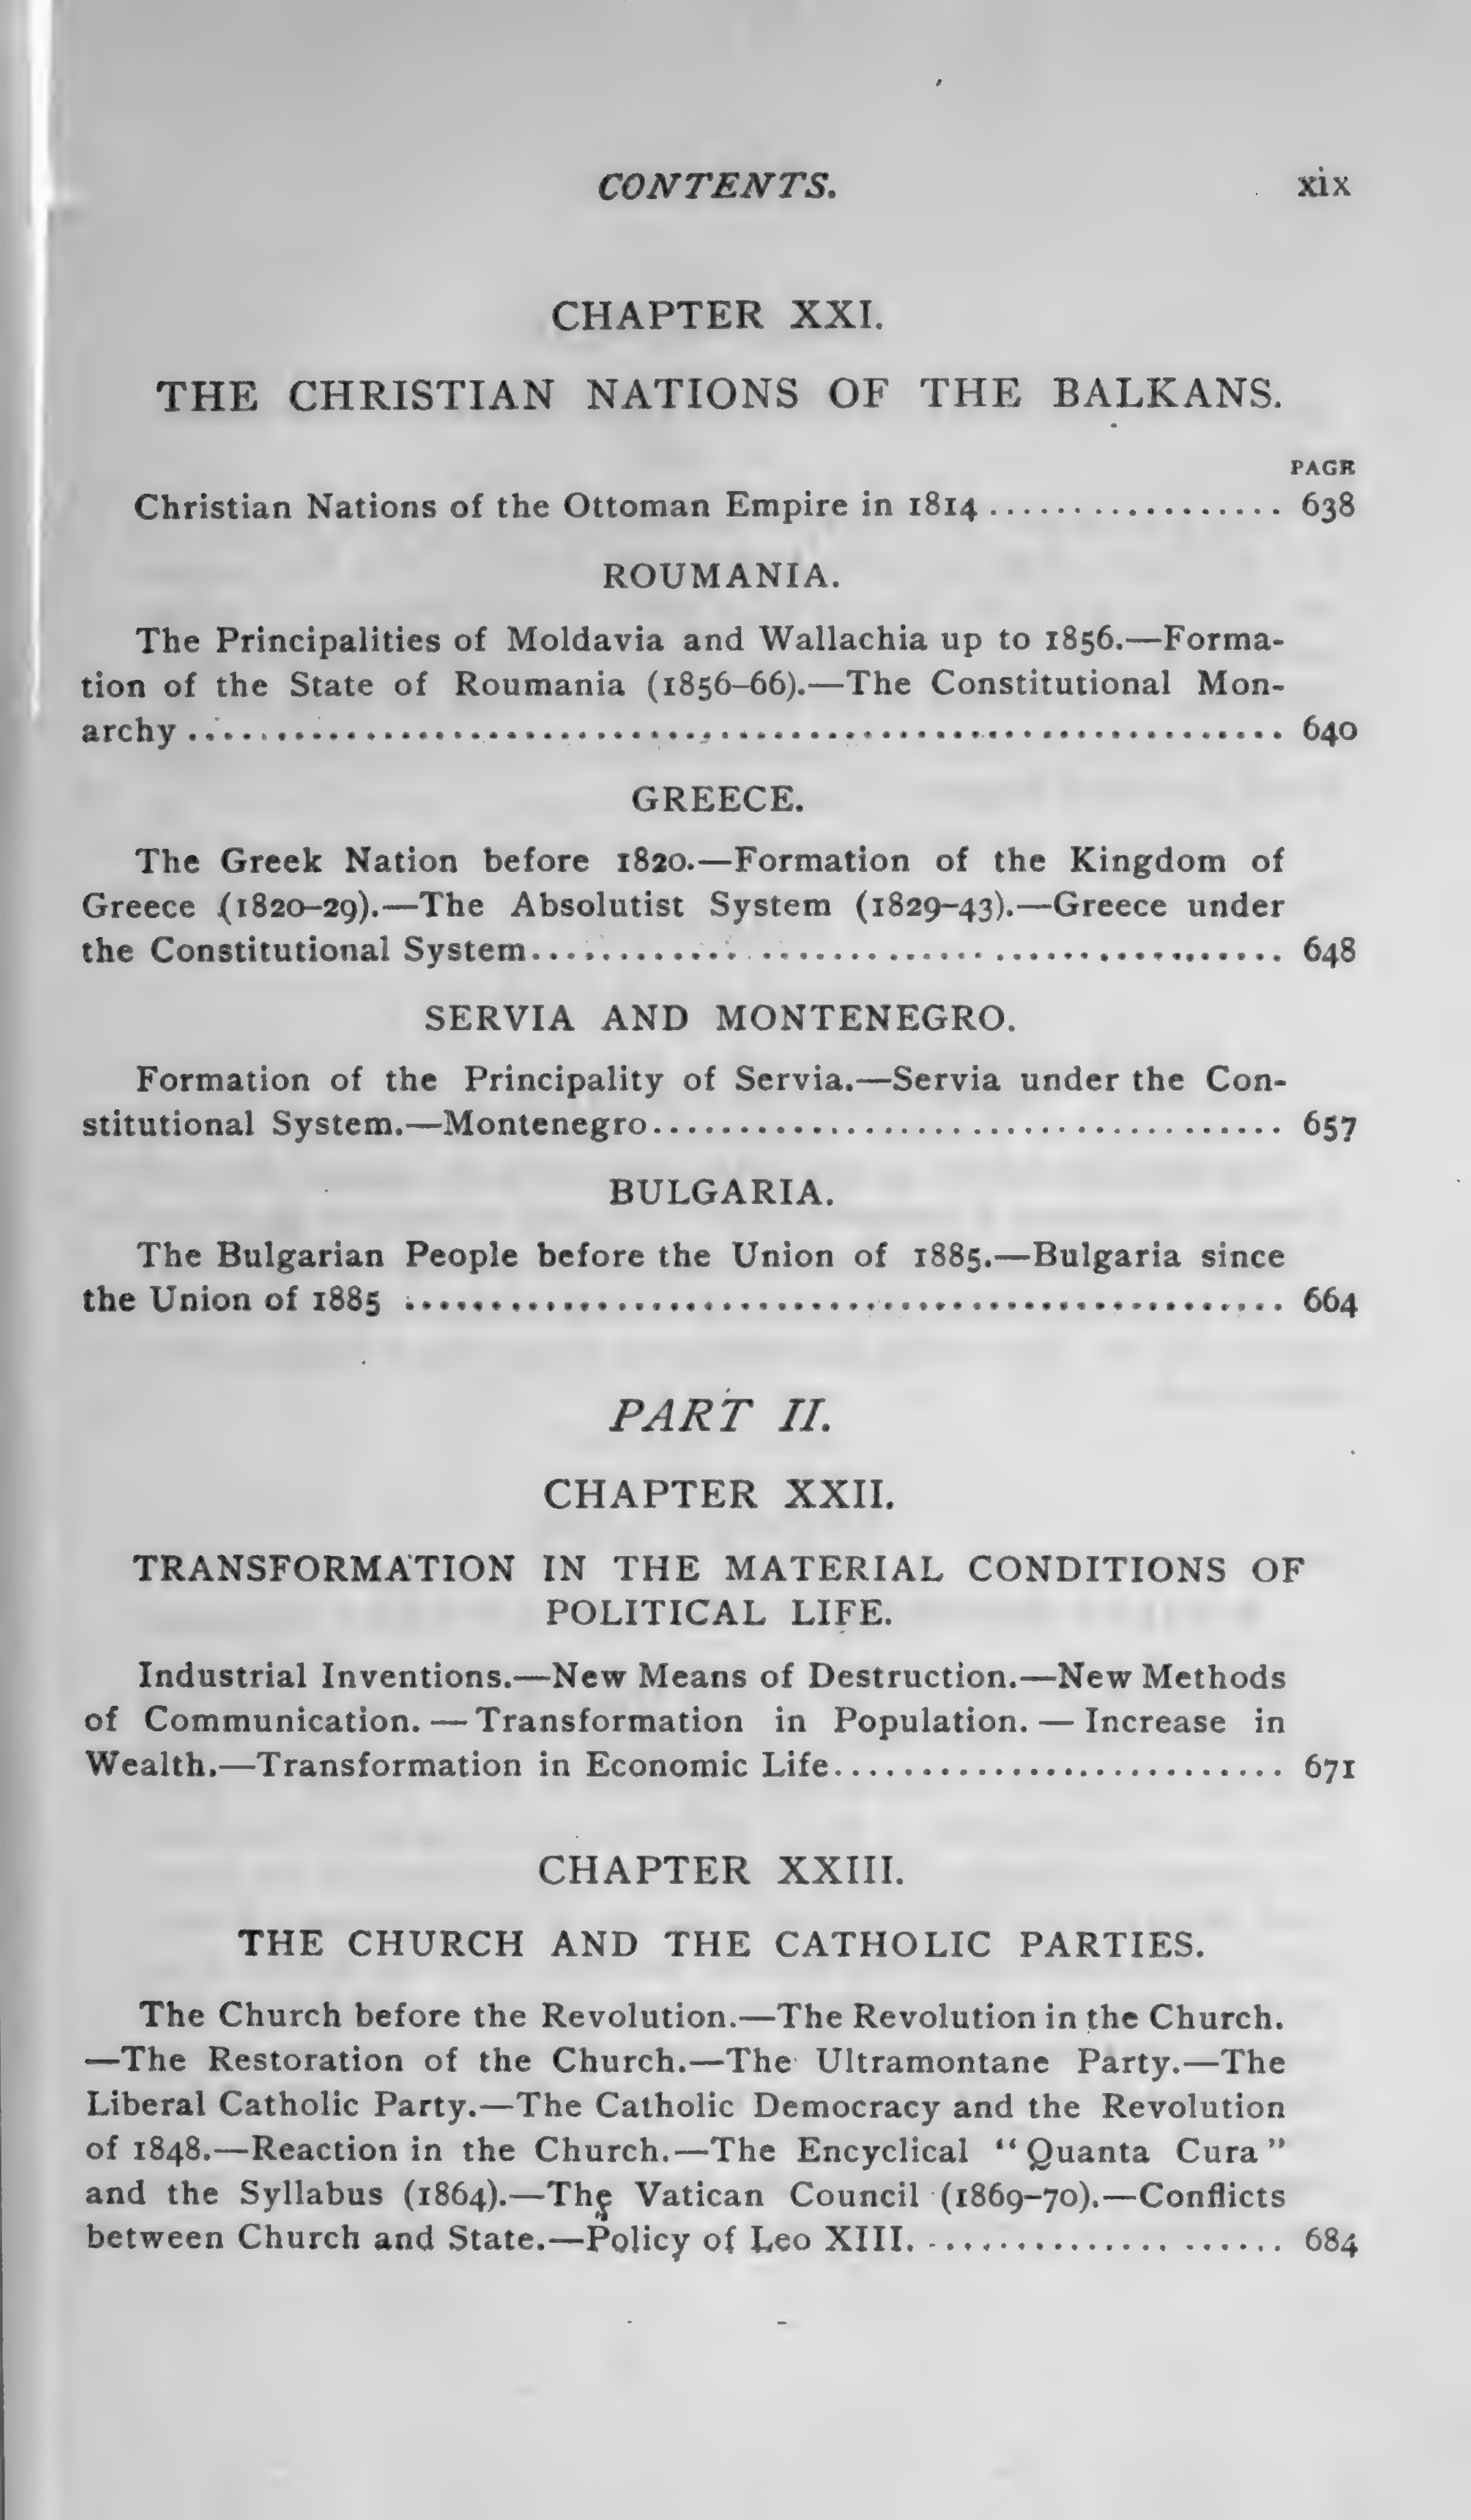 CONTENTS. xix
CHAPTER XXI.
THE CHRISTIAN NATIONS OF THE BALKANS.
PAGE
Christian Nations of the Ottoman Empire in 1814.................. 638
ROUMANIA.
The Principalities of Moldavia and Wallachia up to 1856.—Forma-
tion of the State of Roumania (1856–66).—The Constitutional Mon-
archy................................................................ 640
GREECE.
The Greek Nation before 1820.—Formation of the Kingdom of
Greece (1820–29).—The Absolutist System (1829–43).—Greece under
the Constitutional System............................................ 648
SERVIA AND MONTENEGRO.
Formation of the Principality of Servia.—Servia under the Con-
stitutional System.—Montenegro..................................... 657
BULGARIA.
The Bulgarian People before the Union of 1885.—Bulgaria since
the Union of 1885 .................................................. 664
PART II.
CHAPTER XXII.
TRANSFORMATION IN THE MATERIAL CONDITIONS OF
POLITICAL LIFE.
Industrial Inventions.—New Means of Destruction.—New Methods
of Communication. — Transformation in Population. — Increase in
Wealth.—Transformation in Economic Life.......................... 671
CHAPTER XXIII.
THE CHURCH AND THE CATHOLIC PARTIES.
The Church before the Revolution.—The Revolution in the Church.
—The Restoration of the Church.—The Ultramontane Party.—The
Liberal Catholic Party.—The Catholic Democracy and the Revolution
of 1848.—Reaction in the Church.—The Encyclical “Quanta Cura”
and the Syllabus (1864).—The Vatican Council (1869–70).—Conflicts
between Church and State.—Policy of Leo XIII. ..................... 684